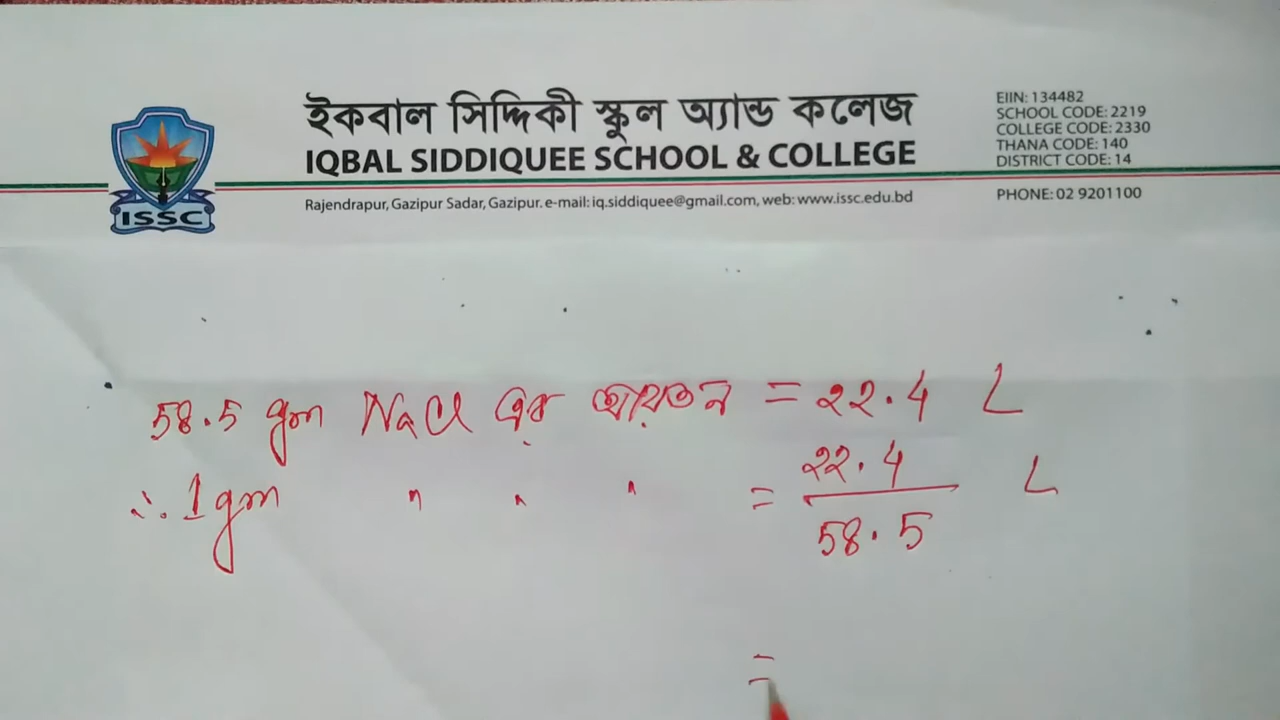 ইকবাল সিদ্দিকী স্কুল অ্যান্ড কলেজ
IQBAL SIDDIQUEE SCHOOL & COLLEGE
Rajendrapur, Gazipur Sadar, Gazipur. e-mail: iq.siddiquee@gmail.com, web: www.issc.edu.bd
EIIN: 134482
SCHOOL CODE: 2219
COLLEGE CODE: 2330
THANA CODE: 140
DISTRICT CODE: 14
PHONE: 02 9201100
ISSC
58.5 gm NaCl এর আয়তন = 22.4 L
∴ 1 gm " " " = 22.4 / 58.5 L
=